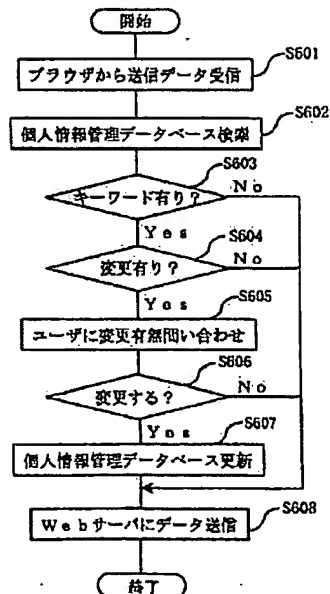 開始
S601
ブラウザから送信データ受信
S602
個人情報管理データベース検索
S603
キーワード有り？
No
Yes
S604
変更有り？
No
Yes
S605
ユーザに変更有無問い合わせ
S606
変更する？
No
Yes
S607
個人情報管理データベース更新
S608
Webサーバにデータ送信
終了